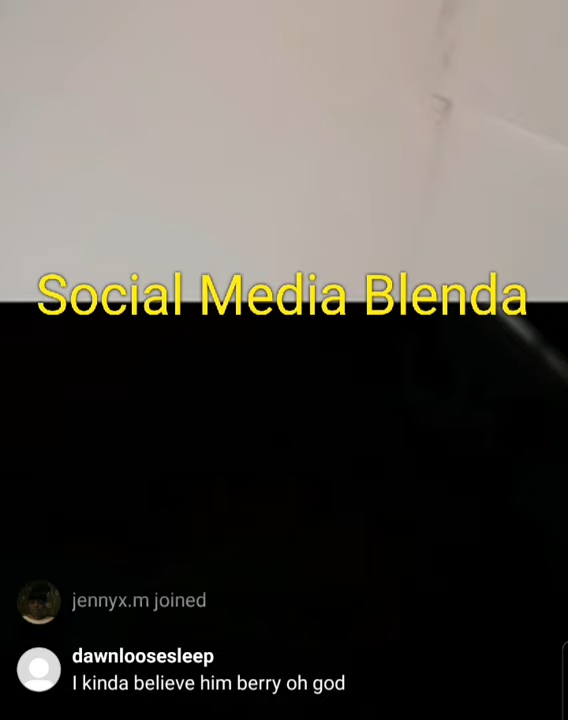 Social Media Blenda
jennyx.m joined
dawnloosesleep
I kinda believe him berry oh god